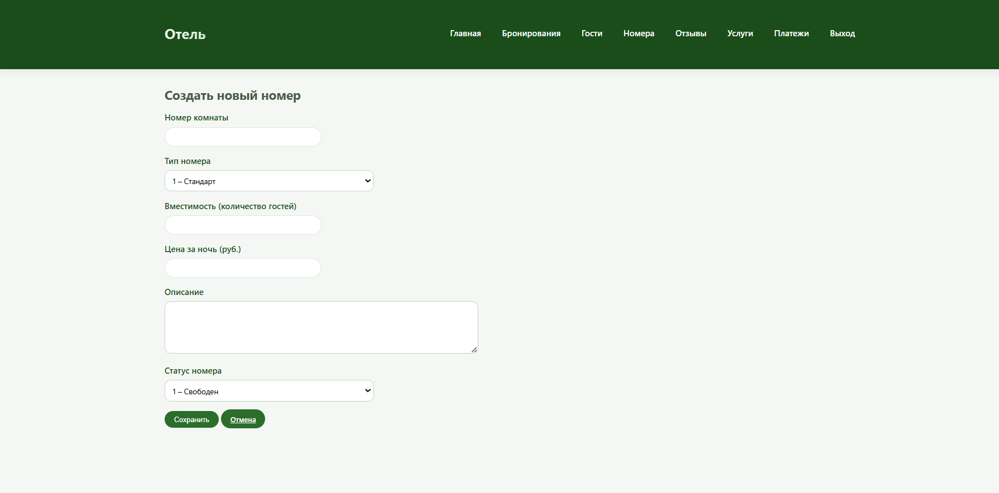 Отель
Главная Бронирования Гости Номера Отзывы Услуги Платежи Выход
Создать новый номер
Номер комнаты
Тип номера
1 – Стандарт
Вместимость (количество гостей)
Цена за ночь (руб.)
Описание
Статус номера
1 – Свободен
Сохранить Отмена